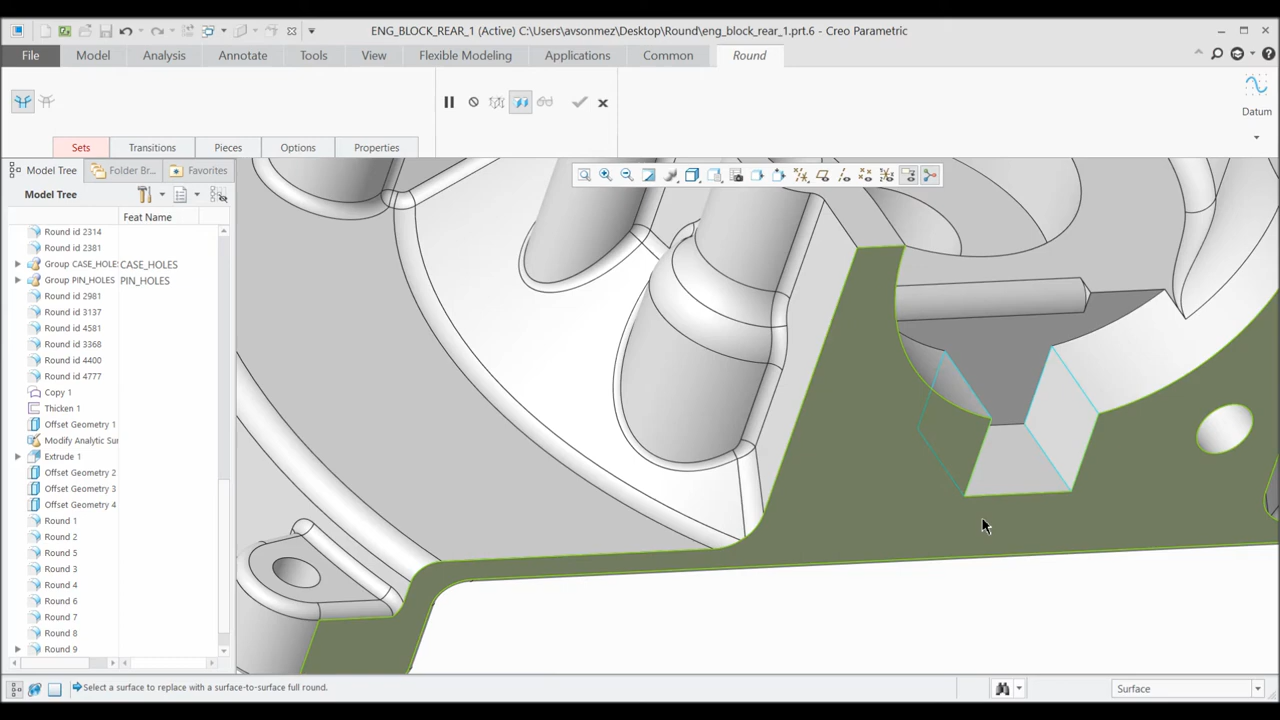 ENG_BLOCK_REAR_1 (Active) C:\Users\avsonmez\Desktop\Round\eng_block_rear_1.prt.6 - Creo Parametric
File Model Analysis Annotate Tools View Flexible Modeling Applications Common Round
Datum
Sets Transitions Pieces Options Properties
Model Tree Folder Br... Favorites
Model Tree
Feat Name
Round id 2314
Round id 2381
Group CASE_HOLES CASE_HOLES
Group PIN_HOLES PIN_HOLES
Round id 2981
Round id 3137
Round id 4581
Round id 3368
Round id 4400
Round id 4777
Copy 1
Thicken 1
Offset Geometry 1
Modify Analytic Sur
Extrude 1
Offset Geometry 2
Offset Geometry 3
Offset Geometry 4
Round 1
Round 2
Round 5
Round 3
Round 4
Round 6
Round 7
Round 8
Round 9
Select a surface to replace with a surface-to-surface full round.
Surface